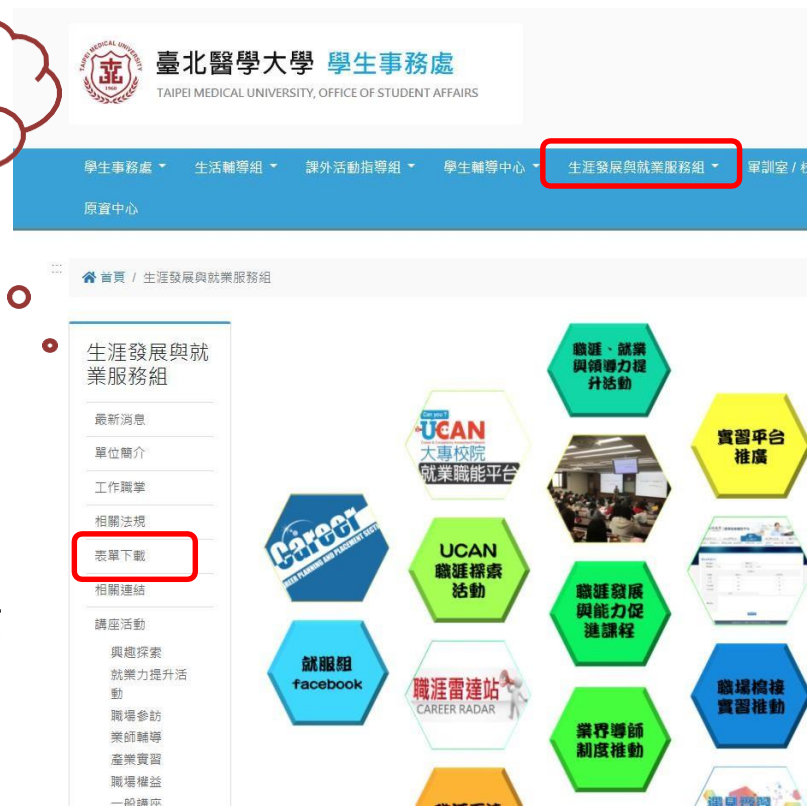 臺北醫學大學 學生事務處
TAIPEI MEDICAL UNIVERSITY, OFFICE OF STUDENT AFFAIRS
學生事務處
生活輔導組
課外活動指導組
學生輔導中心
生涯發展與就業服務組
軍訓室 /
原資中心
首頁 / 生涯發展與就業服務組
生涯發展與就
業服務組
最新消息
單位簡介
工作職掌
相關法規
表單下載
相關連結
講座活動
興趣探索
就業力提升活
動
職場參訪
業師輔導
產業實習
職場權益
一般講座
職涯、就業
與領導力提
升活動
Can you?
UCAN
大專校院
就業職能平台
實習平台
推廣
Career
CAREER PLANNING AND PLACEMENT SECTION
UCAN
職涯探索
活動
職涯發展
與能力促
進課程
就服組
facebook
職涯雷達站
CAREER RADAR
職場橋接
實習推動
業界導師
制度推動